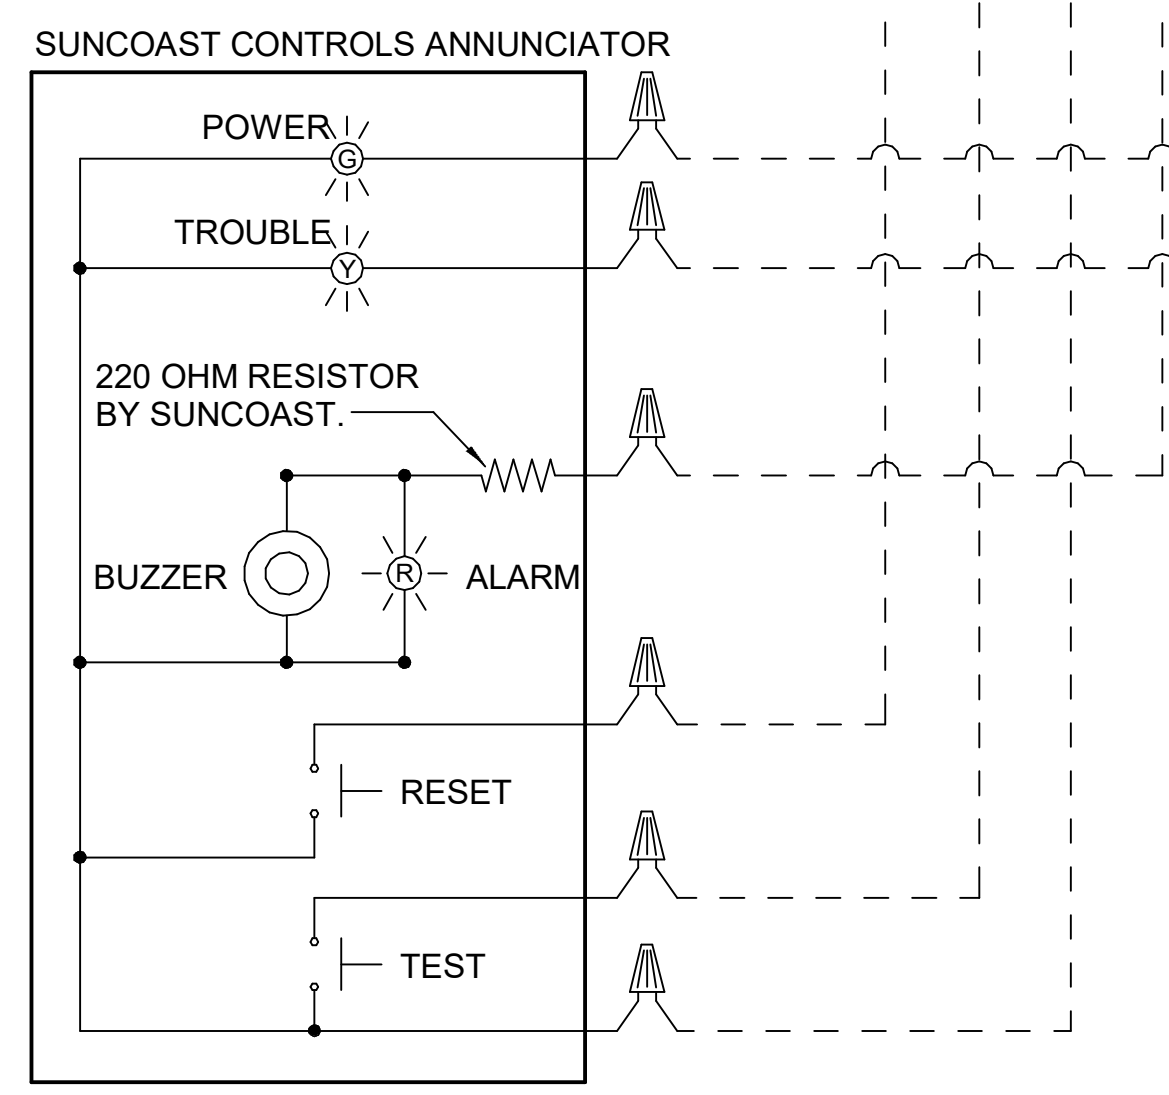 SUNCOAST CONTROLS ANNUNCIATOR
POWER
G
TROUBLE
Y
220 OHM RESISTOR
BY SUNCOAST.
BUZZER
R
ALARM
RESET
TEST